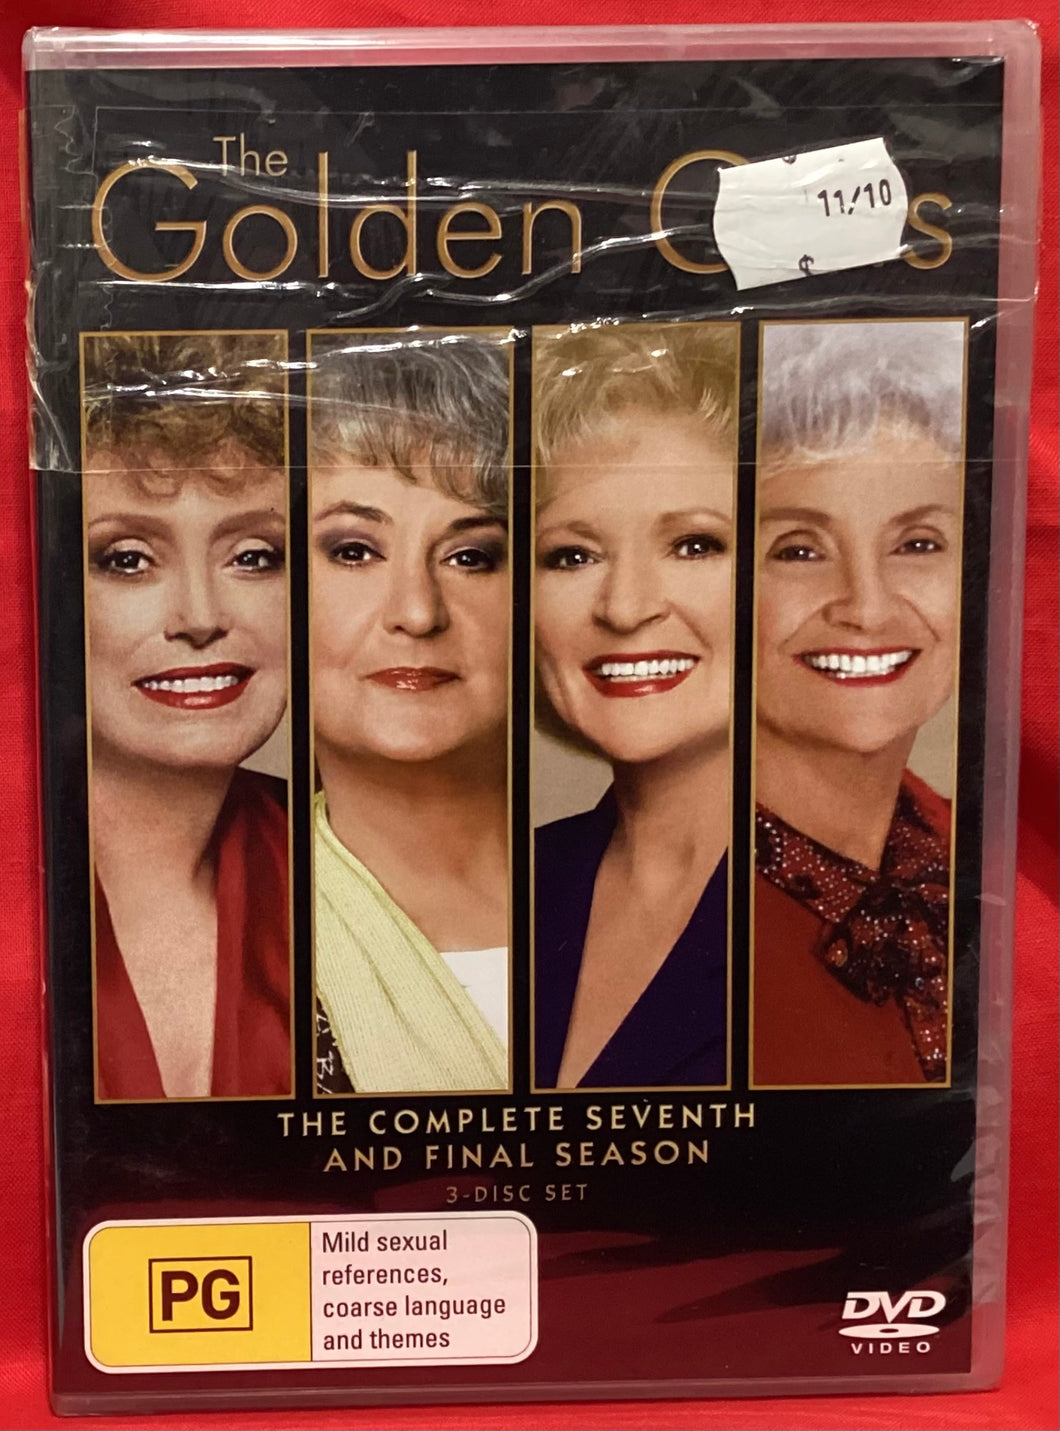 The
Golden G s
11/10
$
THE COMPLETE SEVENTH
AND FINAL SEASON
3-DISC SET
PG
Mild sexual
references,
coarse language
and themes
DVD
VIDEO